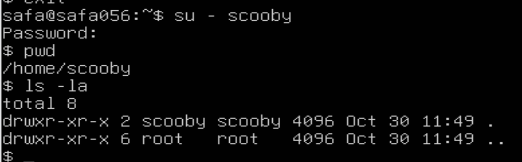 $ exit
safa@safa056:~$ su - scooby
Password:
$ pwd
/home/scooby
$ ls -la
total 8
drwxr-xr-x 2 scooby scooby 4096 Oct 30 11:49 .
drwxr-xr-x 6 root   root   4096 Oct 30 11:49 ..
$ _